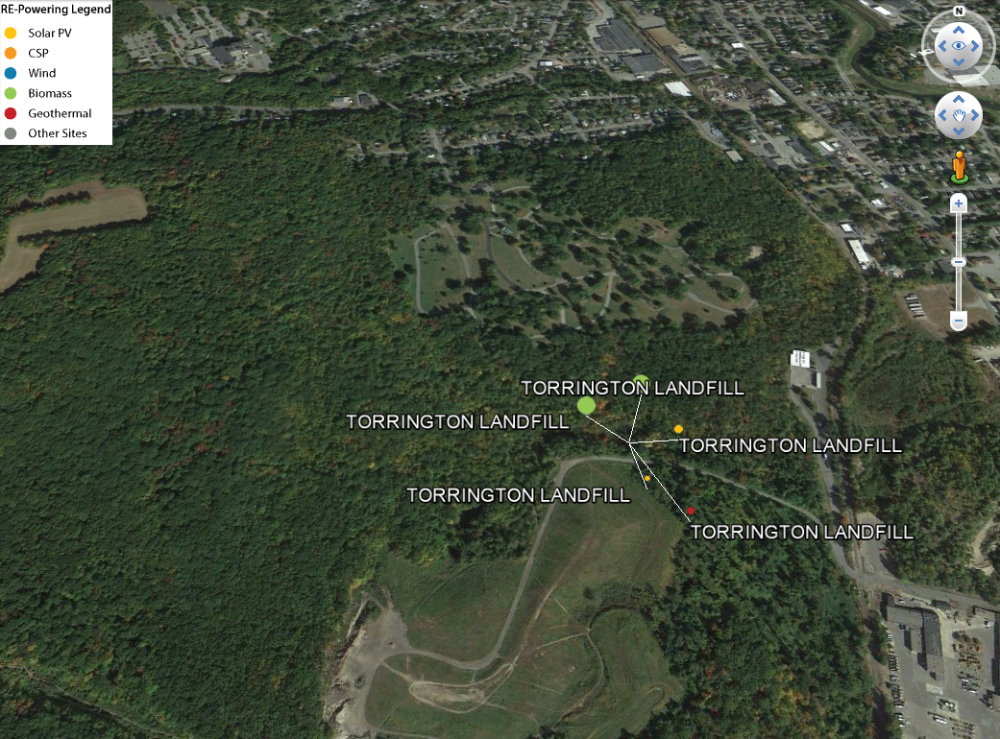 RE-Powering Legend
Solar PV
CSP
Wind
Biomass
Geothermal
Other Sites
N
TORRINGTON LANDFILL
TORRINGTON LANDFILL
TORRINGTON LANDFILL
TORRINGTON LANDFILL
TORRINGTON LANDFILL